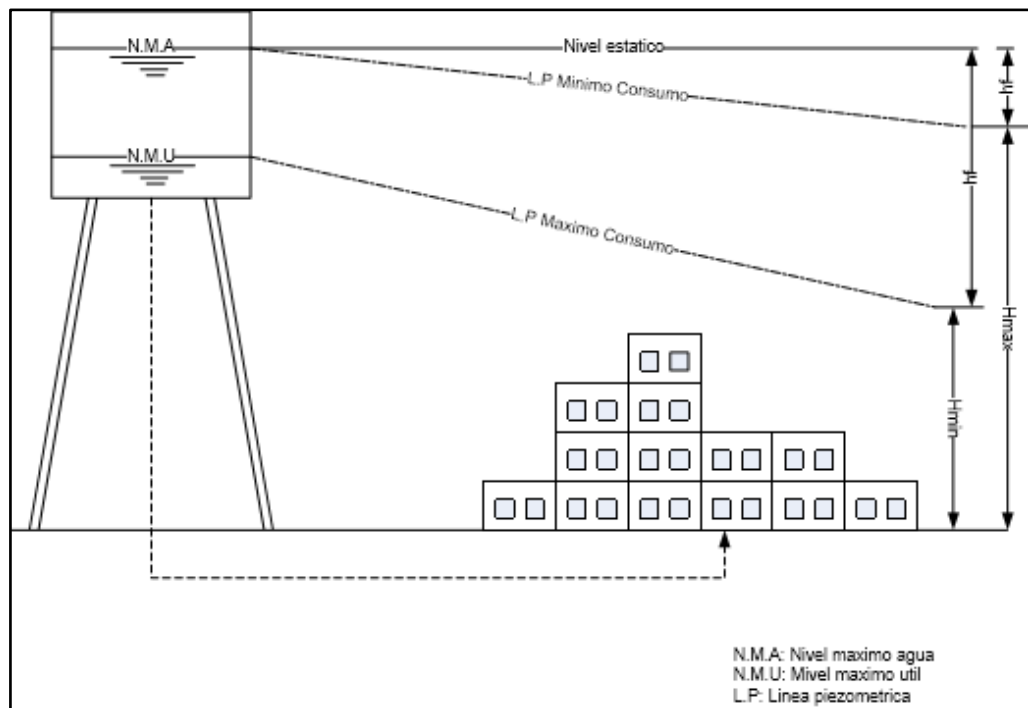 N.M.A
Nivel estatico
L.P Minimo Consumo
hf
N.M.U
hf
L.P Maximo Consumo
Hmax
Hmin
N.M.A: Nivel maximo agua
N.M.U: Mivel maximo util
L.P: Linea piezometrica